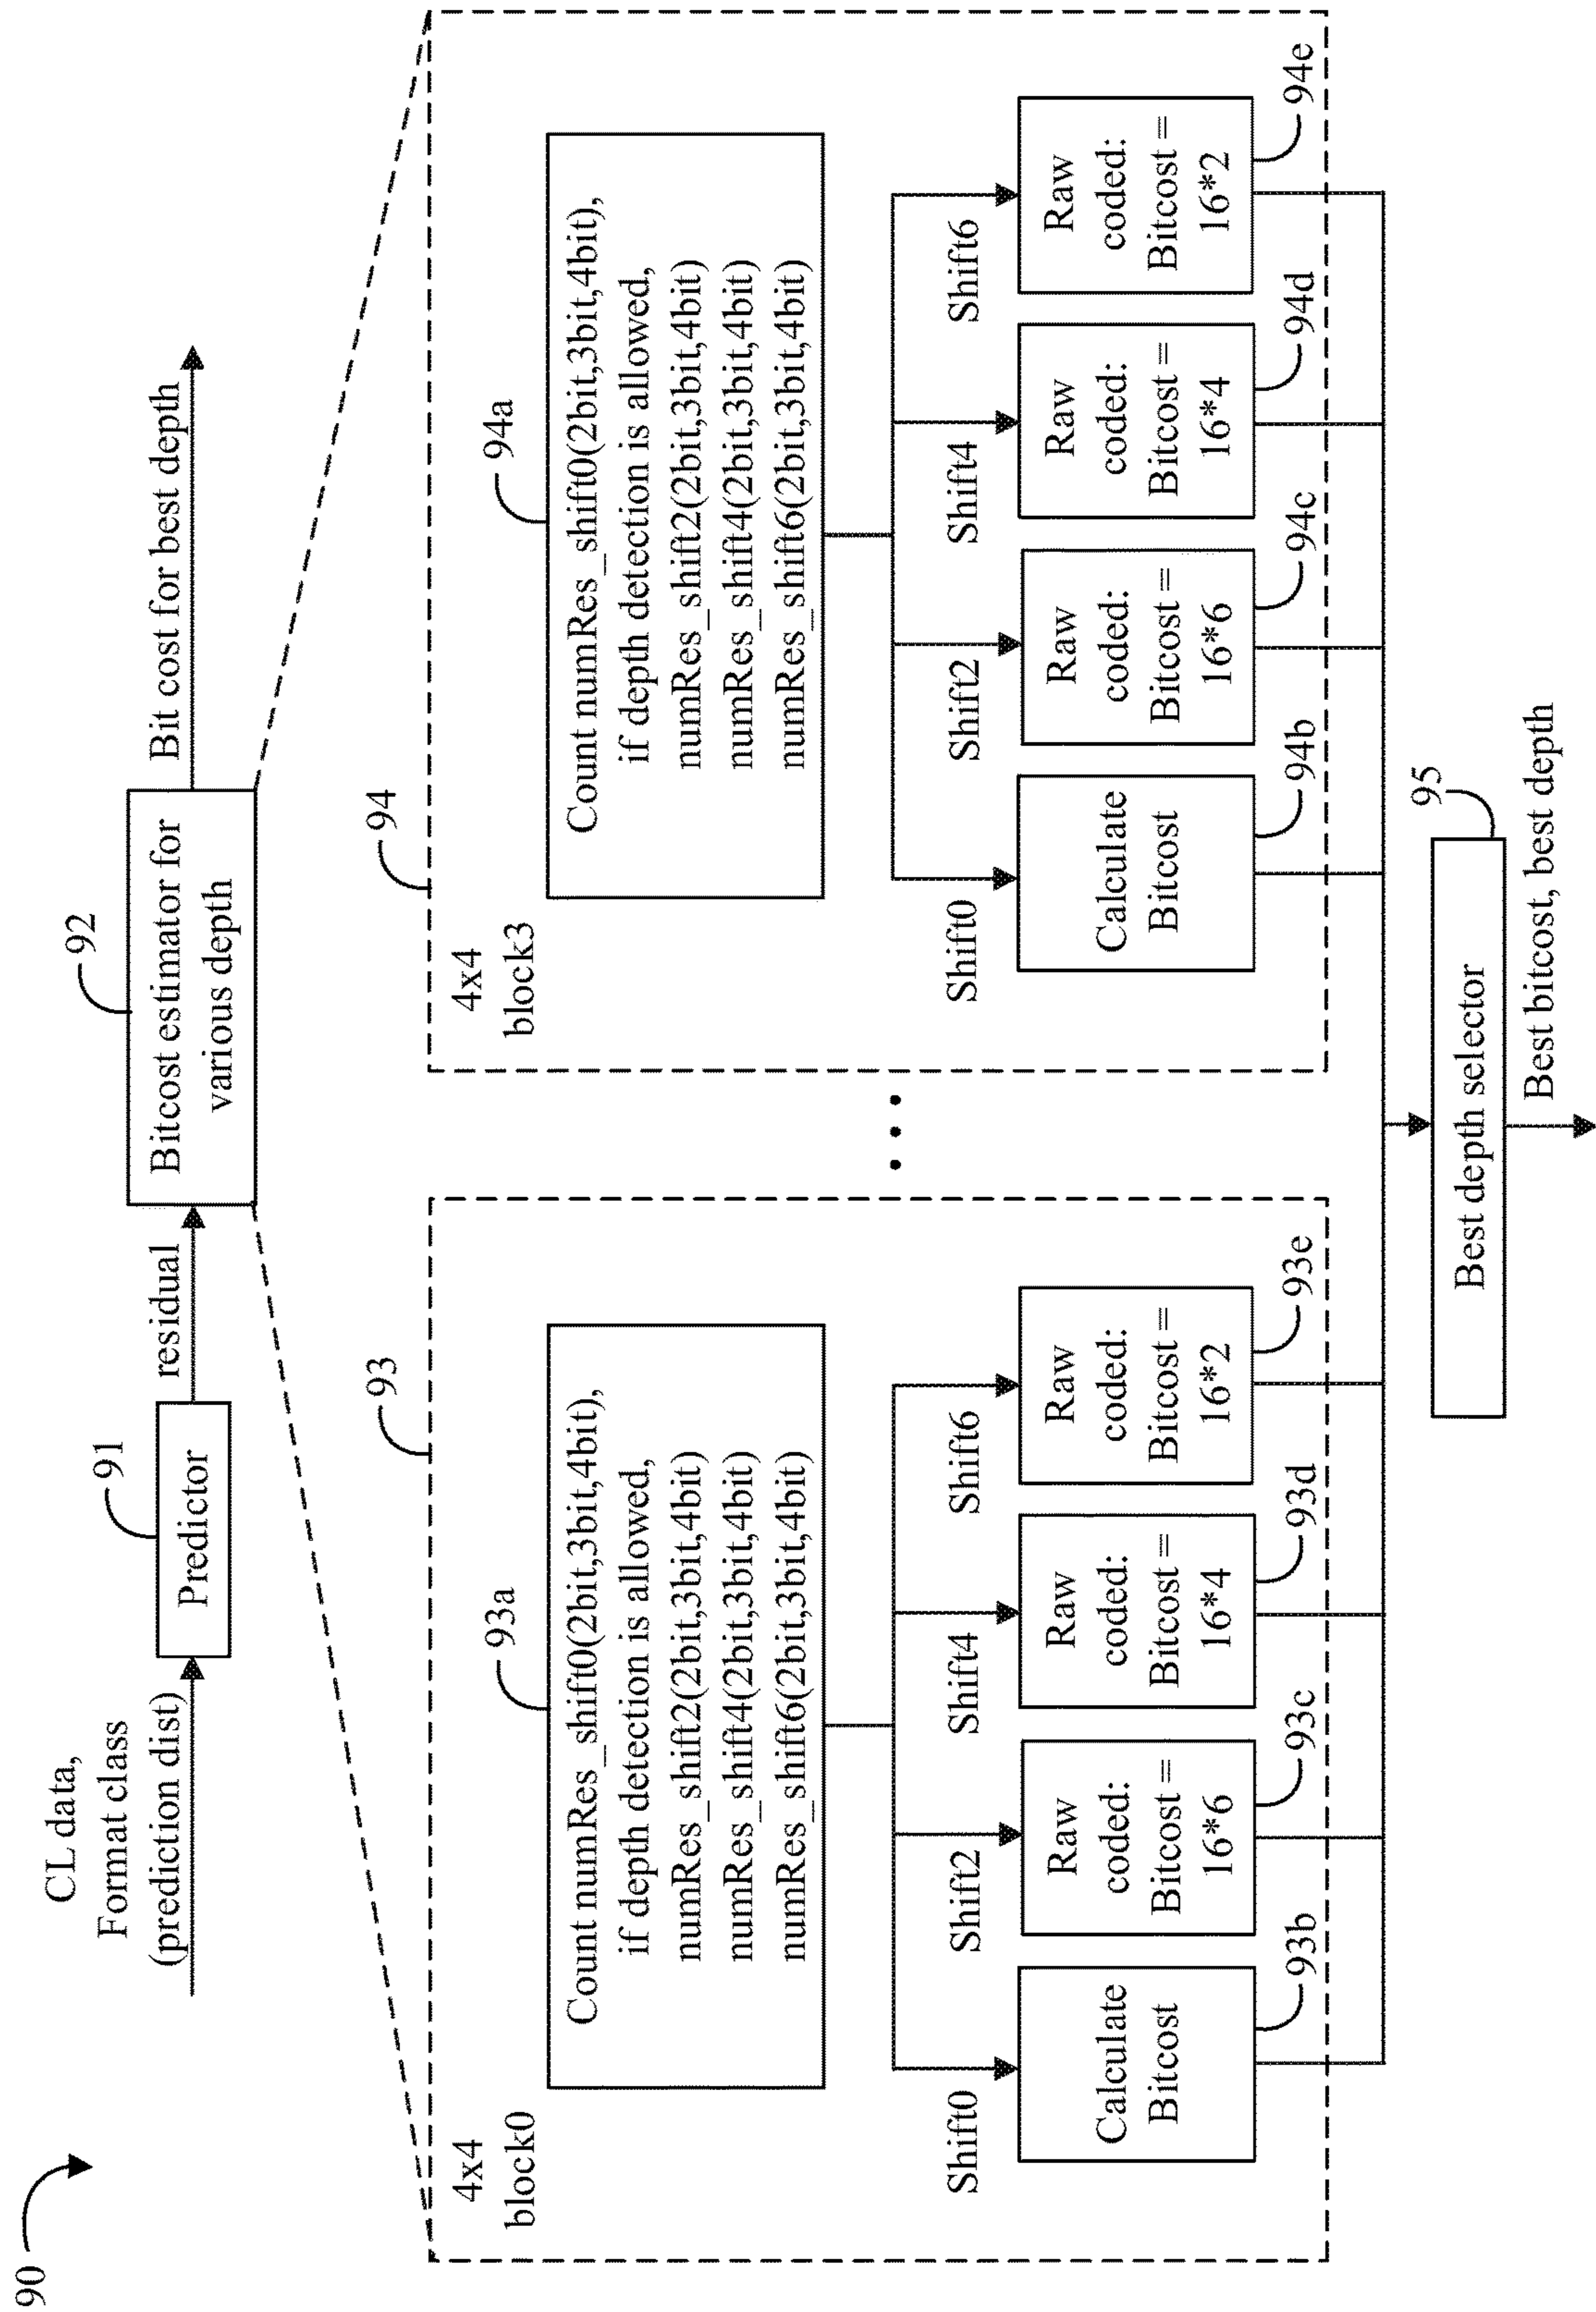 90
CL data,
Format class
(prediction dist)
91
Predictor
residual
92
Bitcost estimator for
various depth
Bit cost for best depth
93
4x4
block0
93a
Count numRes_shift0(2bit,3bit,4bit),
if depth detection is allowed,
numRes_shift2(2bit,3bit,4bit)
numRes_shift4(2bit,3bit,4bit)
numRes_shift6(2bit,3bit,4bit)
Shift0
Shift2
Shift4
Shift6
Calculate
Bitcost
93b
Raw
coded:
Bitcost =
16*6
93c
Raw
coded:
Bitcost =
16*4
93d
Raw
coded:
Bitcost =
16*2
93e
94
4x4
block3
94a
Count numRes_shift0(2bit,3bit,4bit),
if depth detection is allowed,
numRes_shift2(2bit,3bit,4bit)
numRes_shift4(2bit,3bit,4bit)
numRes_shift6(2bit,3bit,4bit)
Shift0
Shift2
Shift4
Shift6
Calculate
Bitcost
94b
Raw
coded:
Bitcost =
16*6
94c
Raw
coded:
Bitcost =
16*4
94d
Raw
coded:
Bitcost =
16*2
94e
95
Best depth selector
Best bitcost, best depth